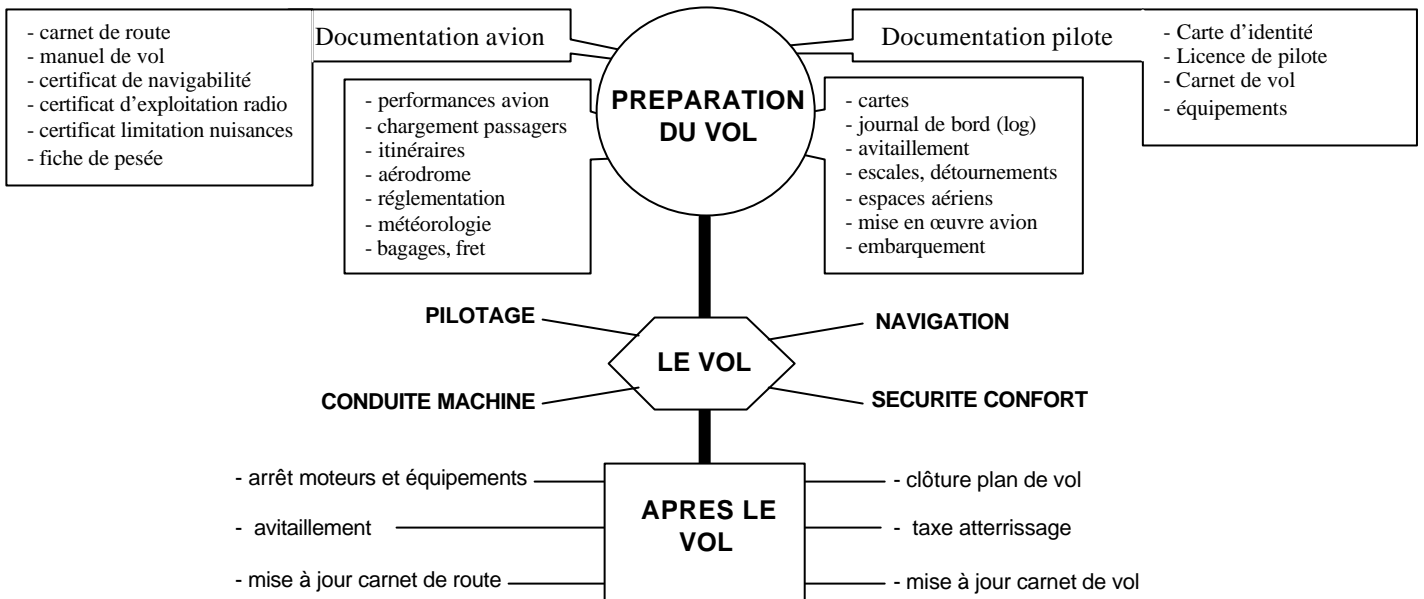 - carnet de route
- manuel de vol
- certificat de navigabilité
- certificat d'exploitation radio
- certificat limitation nuisances
- fiche de pesée
Documentation avion
Documentation pilote
- Carte d'identité
- Licence de pilote
- Carnet de vol
- équipements
PREPARATION
DU VOL
- performances avion
- chargement passagers
- itinéraires
- aérodrome
- réglementation
- météorologie
- bagages, fret
- cartes
- journal de bord (log)
- avitaillement
- escales, détournements
- espaces aériens
- mise en œuvre avion
- embarquement
PILOTAGE
NAVIGATION
LE VOL
CONDUITE MACHINE
SECURITE CONFORT
- arrêt moteurs et équipements
- avitaillement
- mise à jour carnet de route
APRES LE
VOL
- clôture plan de vol
- taxe atterrissage
- mise à jour carnet de vol